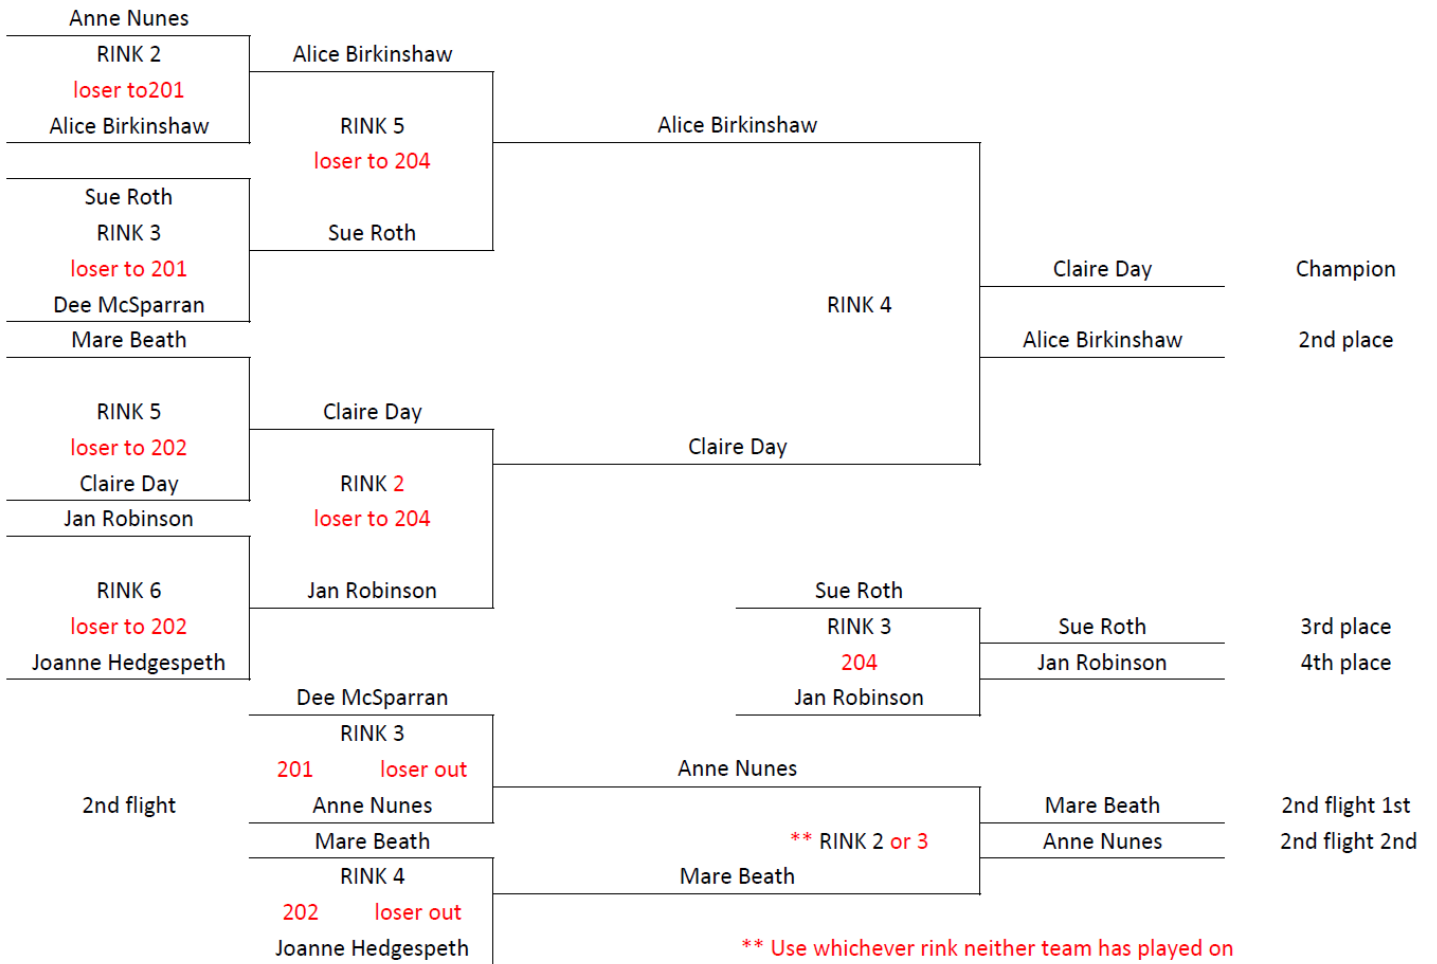 Anne Nunes
RINK 2 Alice Birkinshaw
loser to201
Alice Birkinshaw RINK 5 Alice Birkinshaw
loser to 204
Sue Roth
RINK 3 Sue Roth
loser to 201 Claire Day Champion
Dee McSparran RINK 4
Mare Beath Alice Birkinshaw 2nd place
RINK 5 Claire Day
loser to 202 Claire Day
Claire Day RINK 2
Jan Robinson loser to 204
RINK 6 Jan Robinson Sue Roth
loser to 202 RINK 3 Sue Roth 3rd place
Joanne Hedgespeth 204 Jan Robinson 4th place
Dee McSparran Jan Robinson
RINK 3
201 loser out Anne Nunes
2nd flight Anne Nunes Mare Beath 2nd flight 1st
Mare Beath ** RINK 2 or 3 Anne Nunes 2nd flight 2nd
RINK 4 Mare Beath
202 loser out
Joanne Hedgespeth ** Use whichever rink neither team has played on